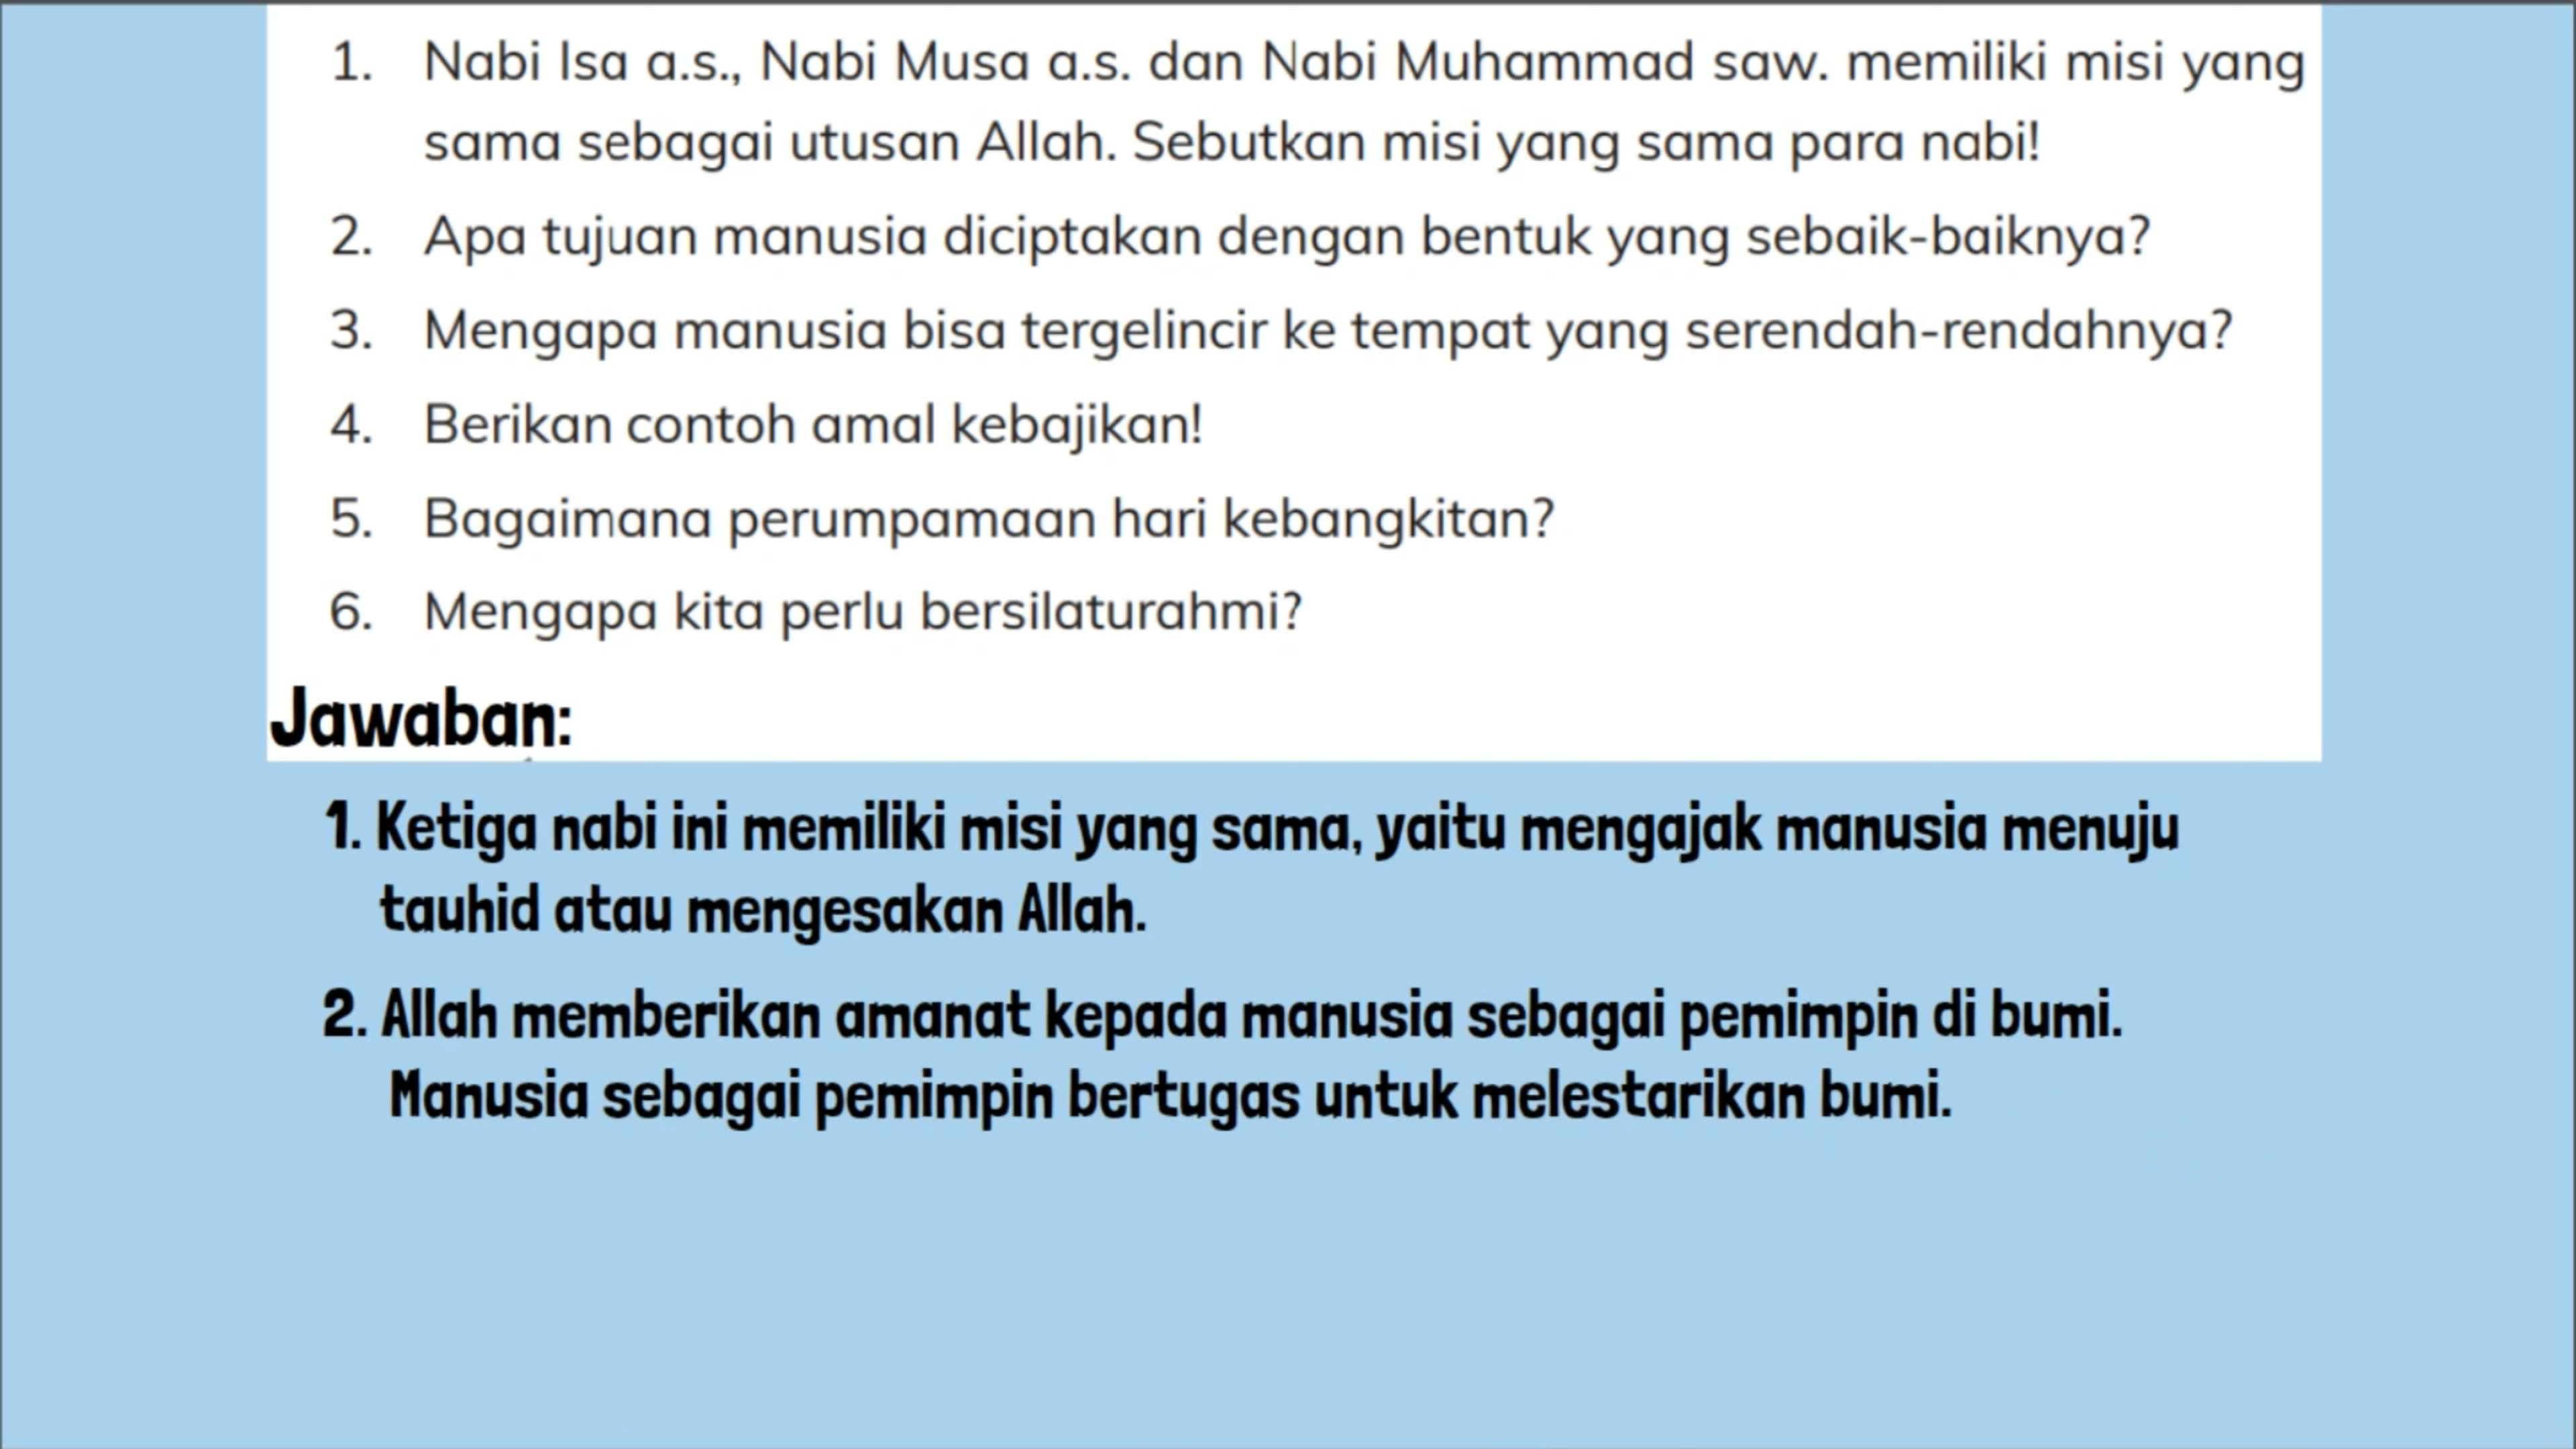 1. Nabi Isa a.s., Nabi Musa a.s. dan Nabi Muhammad saw. memiliki misi yang
sama sebagai utusan Allah. Sebutkan misi yang sama para nabi!
2. Apa tujuan manusia diciptakan dengan bentuk yang sebaik-baiknya?
3. Mengapa manusia bisa tergelincir ke tempat yang serendah-rendahnya?
4. Berikan contoh amal kebajikan!
5. Bagaimana perumpamaan hari kebangkitan?
6. Mengapa kita perlu bersilaturahmi?
Jawaban:
1. Ketiga nabi ini memiliki misi yang sama, yaitu mengajak manusia menuju
tauhid atau mengesakan Allah.
2. Allah memberikan amanat kepada manusia sebagai pemimpin di bumi.
Manusia sebagai pemimpin bertugas untuk melestarikan bumi.